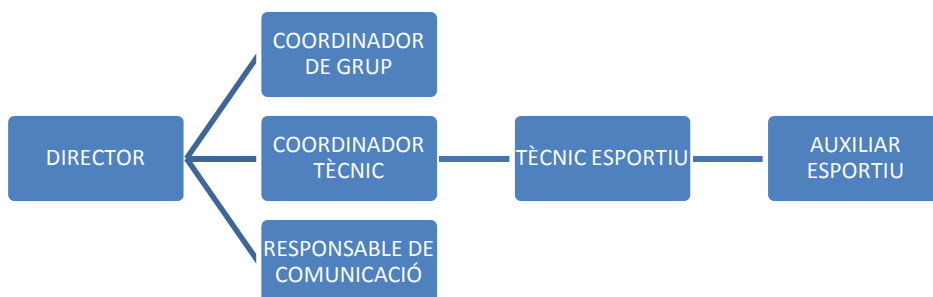 COORDINADOR
DE GRUP
DIRECTOR
COORDINADOR
TÈCNIC
TÈCNIC ESPORTIU
AUXILIAR
ESPORTIU
RESPONSABLE DE
COMUNICACIÓ